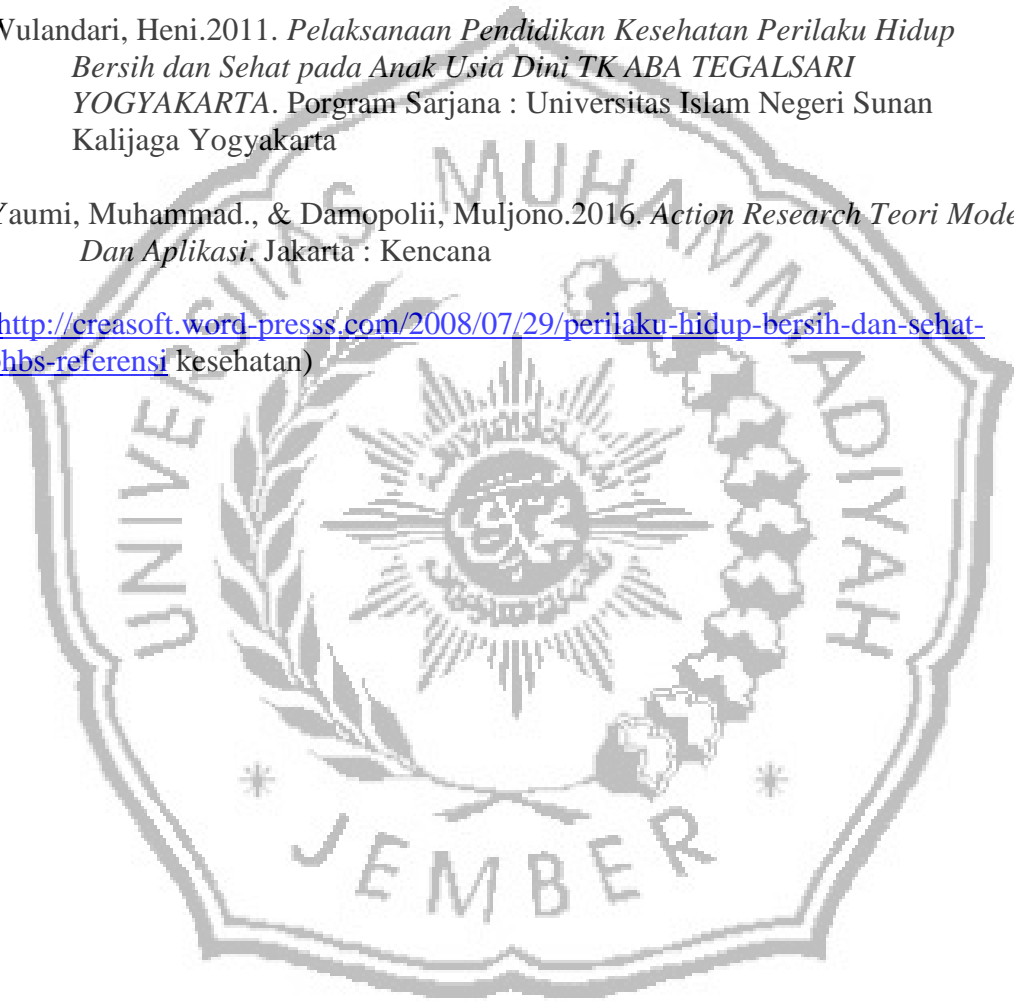 Wulandari, Heni.2011. Pelaksanaan Pendidikan Kesehatan Perilaku Hidup
Bersih dan Sehat pada Anak Usia Dini TK ABA TEGALSARI
YOGYAKARTA. Porgram Sarjana : Universitas Islam Negeri Sunan
Kalijaga Yogyakarta
Yaumi, Muhammad., & Damopolii, Muljono.2016. Action Research Teori Mode
Dan Aplikasi. Jakarta : Kencana
http://creasoft.word-presss.com/2008/07/29/perilaku-hidup-bersih-dan-sehat-
phbs-referensi kesehatan)
UNIVERSITAS MUHAMMADIYAH
JEMBER